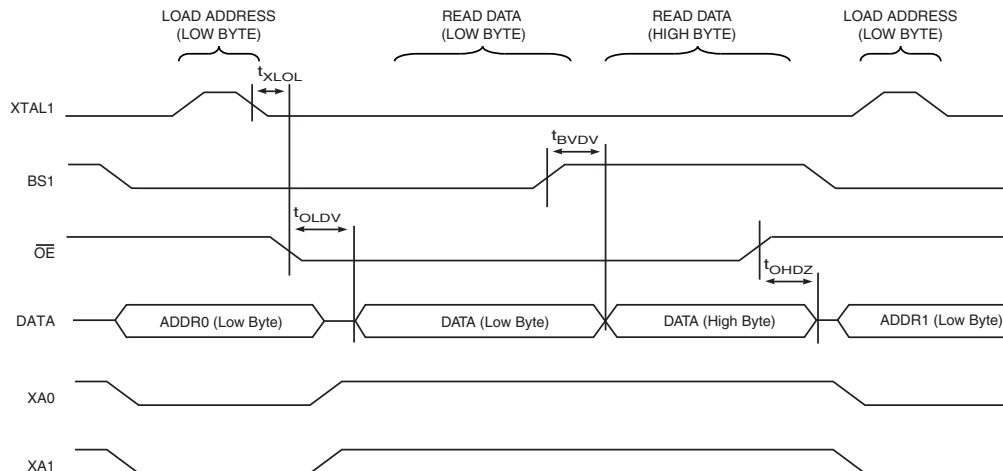 LOAD ADDRESS
(LOW BYTE)
READ DATA
(LOW BYTE)
READ DATA
(HIGH BYTE)
LOAD ADDRESS
(LOW BYTE)
tXLOL
XTAL1
tBVDV
BS1
tOLDV
OE
tOHDZ
DATA
ADDR0 (Low Byte)
DATA (Low Byte)
DATA (High Byte)
ADDR1 (Low Byte)
XA0
XA1